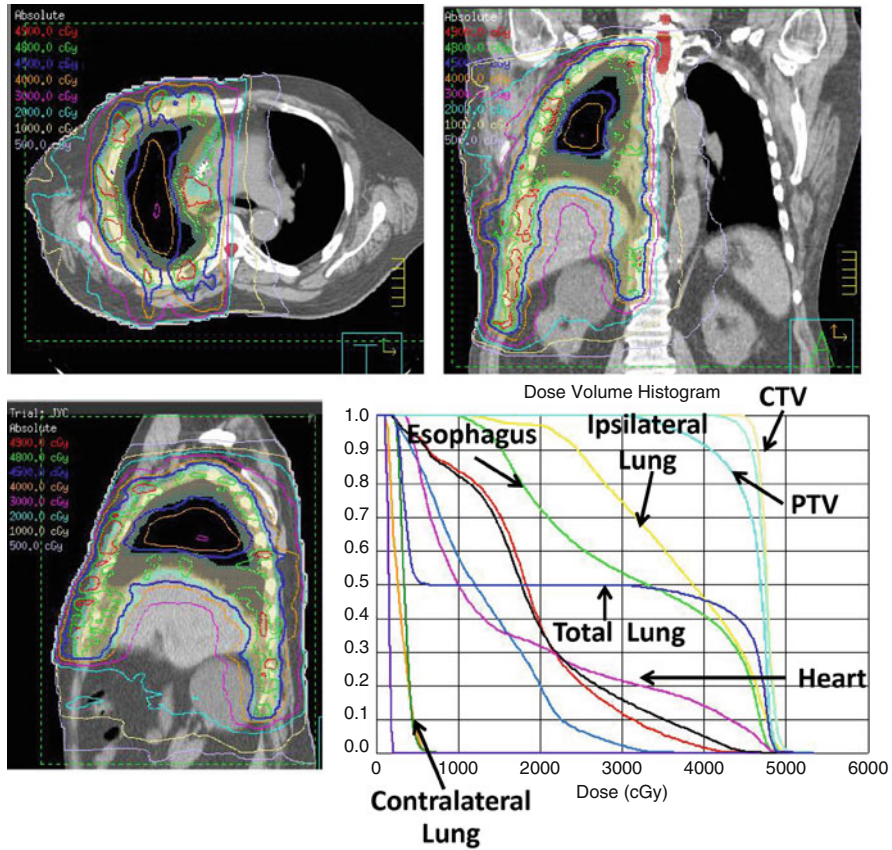 Absolute
4900.0 cGy
4800.0 cGy
4500.0 cGy
4000.0 cGy
3000.0 cGy
2000.0 cGy
1000.0 cGy
500.0 cGy
T
Absolute
4900.0 cGy
4800.0 cGy
4500.0 cGy
4000.0 cGy
3000.0 cGy
2000.0 cGy
1000.0 cGy
500.0 cGy
A
Trial: JYC
Absolute
4900.0 cGy
4800.0 cGy
4500.0 cGy
4000.0 cGy
3000.0 cGy
2000.0 cGy
1000.0 cGy
500.0 cGy
Dose Volume Histogram
CTV
Esophagus
Ipsilateral
Lung
PTV
Total Lung
Heart
Contralateral
Lung
1.0
0.9
0.8
0.7
0.6
0.5
0.4
0.3
0.2
0.1
0.0
0 1000 2000 3000 4000 5000 6000
Dose (cGy)